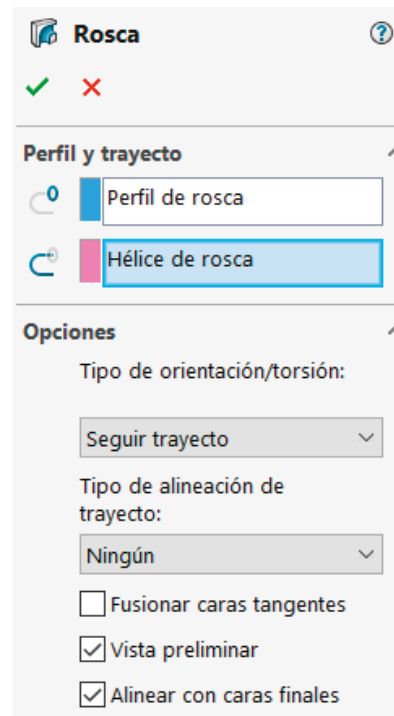 Rosca
Perfil y trayecto
Perfil de rosca
Hélice de rosca
Opciones
Tipo de orientación/torsión:
Seguir trayecto
Tipo de alineación de
trayecto:
Ningún
Fusionar caras tangentes
Vista preliminar
Alinear con caras finales